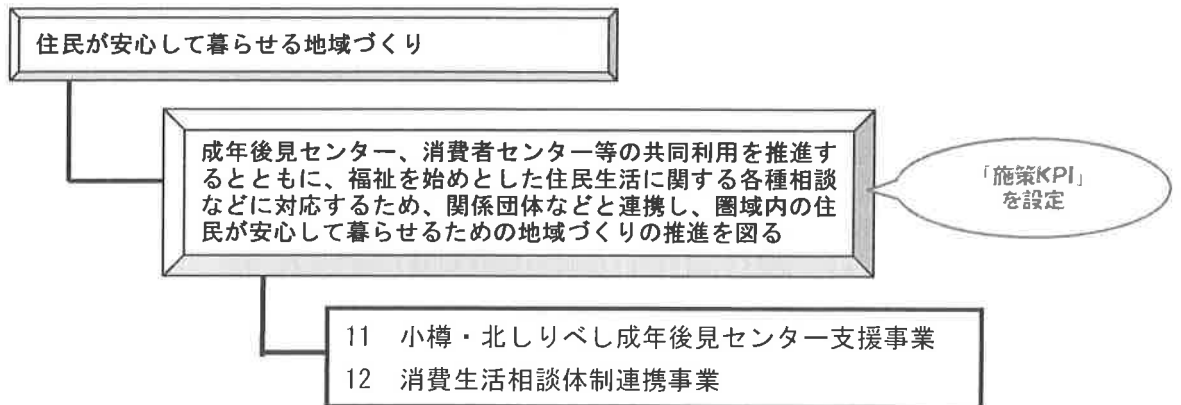 住民が安心して暮らせる地域づくり
成年後見センター、消費者センター等の共同利用を推進す
るとともに、福祉を始めとした住民生活に関する各種相談
などに対応するため、関係団体などと連携し、圏域内の住
民が安心して暮らせるための地域づくりの推進を図る
「施策KPI」
を設定
11 小樽・北しりべし成年後見センター支援事業
12 消費生活相談体制連携事業